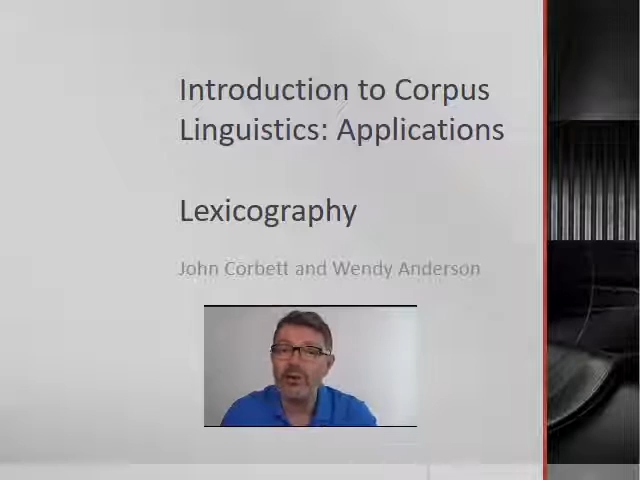 Introduction to Corpus
Linguistics: Applications
Lexicography
John Corbett and Wendy Anderson